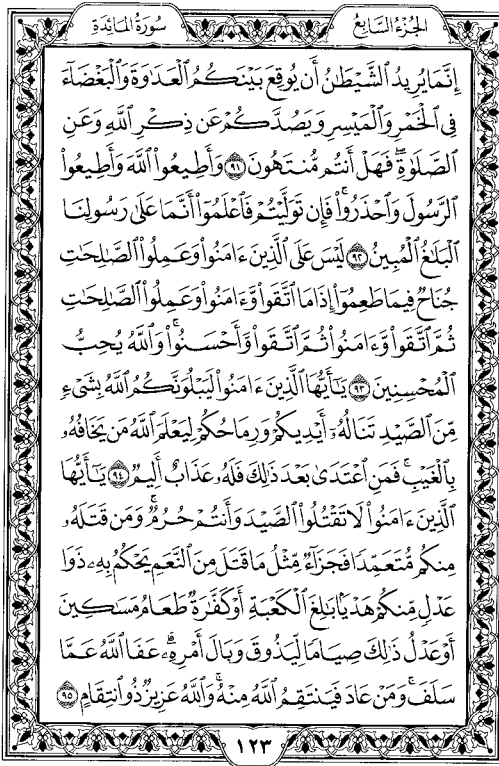 الجزء السابع
سورة المائدة
إِنَّمَا يُرِيدُ ٱلشَّيْطَٰنُ أَن يُوقِعَ بَيْنَكُمُ ٱلْعَدَٰوَةَ وَٱلْبَغْضَآءَ
فِى ٱلْخَمْرِ وَٱلْمَيْسِرِ وَيَصُدَّكُمْ عَن ذِكْرِ ٱللَّهِ وَعَنِ
ٱلصَّلَوٰةِ ۖ فَهَلْ أَنتُم مُّنتَهُونَ ٩١ وَأَطِيعُوا۟ ٱللَّهَ وَأَطِيعُوا۟
ٱلرَّسُولَ وَٱحْذَرُوا۟ ۚ فَإِن تَوَلَّيْتُمْ فَٱعْلَمُوٓا۟ أَنَّمَا عَلَىٰ رَسُولِنَا
ٱلْبَلَٰغُ ٱلْمُبِينُ ٩٢ لَيْسَ عَلَى ٱلَّذِينَ ءَامَنُوا۟ وَعَمِلُوا۟ ٱلصَّٰلِحَٰتِ
جُنَاحٌ فِيمَا طَعِمُوٓا۟ إِذَا مَا ٱتَّقَوا۟ وَّءَامَنُوا۟ وَعَمِلُوا۟ ٱلصَّٰلِحَٰتِ
ثُمَّ ٱتَّقَوا۟ وَّءَامَنُوا۟ ثُمَّ ٱتَّقَوا۟ وَّأَحْسَنُوا۟ ۗ وَٱللَّهُ يُحِبُّ
ٱلْمُحْسِنِينَ ٩٣ يَٰٓأَيُّهَا ٱلَّذِينَ ءَامَنُوا۟ لَيَبْلُوَنَّكُمُ ٱللَّهُ بِشَىْءٍ
مِّنَ ٱلصَّيْدِ تَنَالُهُۥٓ أَيْدِيكُمْ وَرِمَاحُكُمْ لِيَعْلَمَ ٱللَّهُ مَن يَخَافُهُۥ
بِٱلْغَيْبِ ۚ فَمَنِ ٱعْتَدَىٰ بَعْدَ ذَٰلِكَ فَلَهُۥ عَذَابٌ أَلِيمٌ ٩٤ يَٰٓأَيُّهَا
ٱلَّذِينَ ءَامَنُوا۟ لَا تَقْتُلُوا۟ ٱلصَّيْدَ وَأَنتُمْ حُرُمٌ ۚ وَمَن قَتَلَهُۥ
مِنكُم مُّتَعَمِّدًا فَجَزَآءٌ مِّثْلُ مَا قَتَلَ مِنَ ٱلنَّعَمِ يَحْكُمُ بِهِۦ ذَوَا
عَدْلٍ مِّنكُمْ هَدْيًۢا بَٰلِغَ ٱلْكَعْبَةِ أَوْ كَفَّٰرَةٌ طَعَامُ مَسَٰكِينَ
أَوْ عَدْلُ ذَٰلِكَ صِيَامًا لِّيَذُوقَ وَبَالَ أَمْرِهِۦ ۗ عَفَا ٱللَّهُ عَمَّا
سَلَفَ ۚ وَمَنْ عَادَ فَيَنتَقِمُ ٱللَّهُ مِنْهُ ۗ وَٱللَّهُ عَزِيزٌ ذُو ٱنتِقَامٍ ٩٥
١٢٣